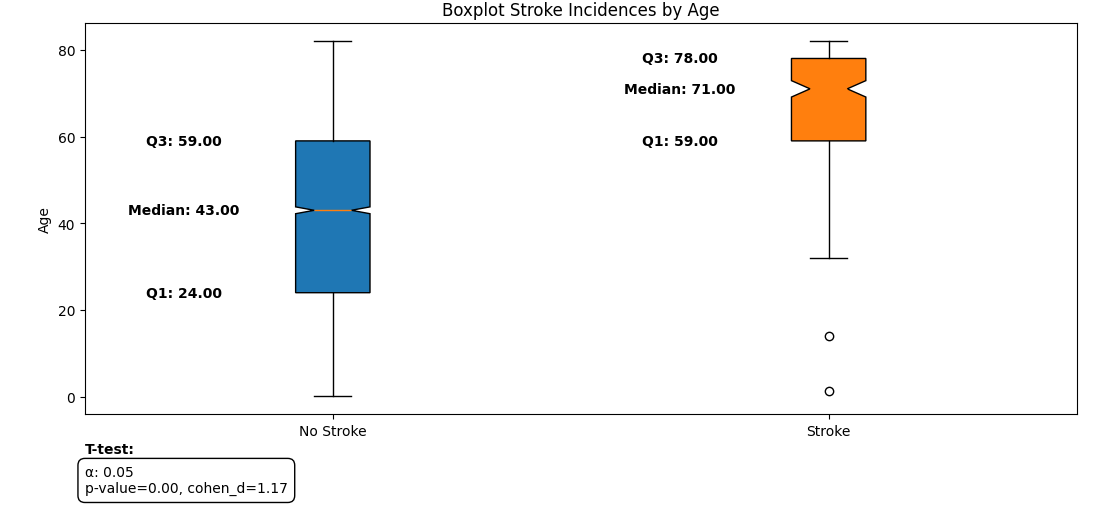 Boxplot Stroke Incidences by Age
Age
80
60
40
20
0
Q3: 59.00
Median: 43.00
Q1: 24.00
Q3: 78.00
Median: 71.00
Q1: 59.00
No Stroke
Stroke
T-test:
α: 0.05
p-value=0.00, cohen_d=1.17